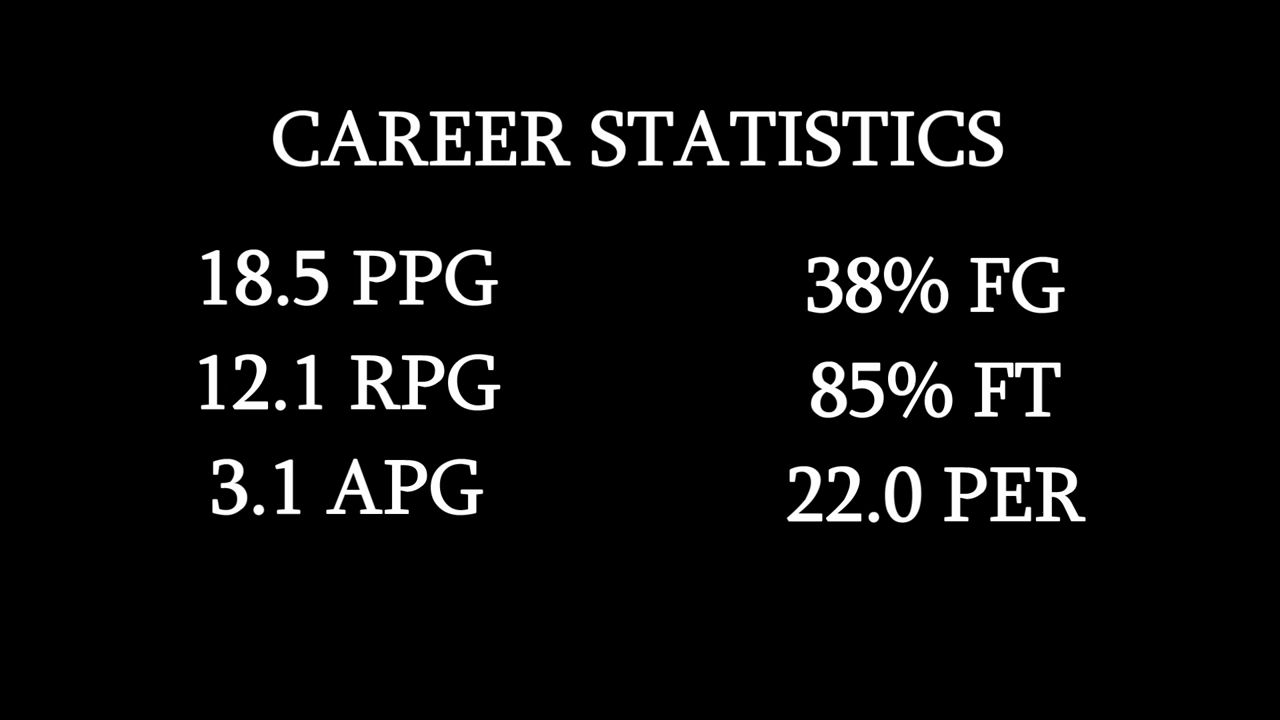 CAREER STATISTICS
18.5 PPG
12.1 RPG
3.1 APG
38% FG
85% FT
22.0 PER